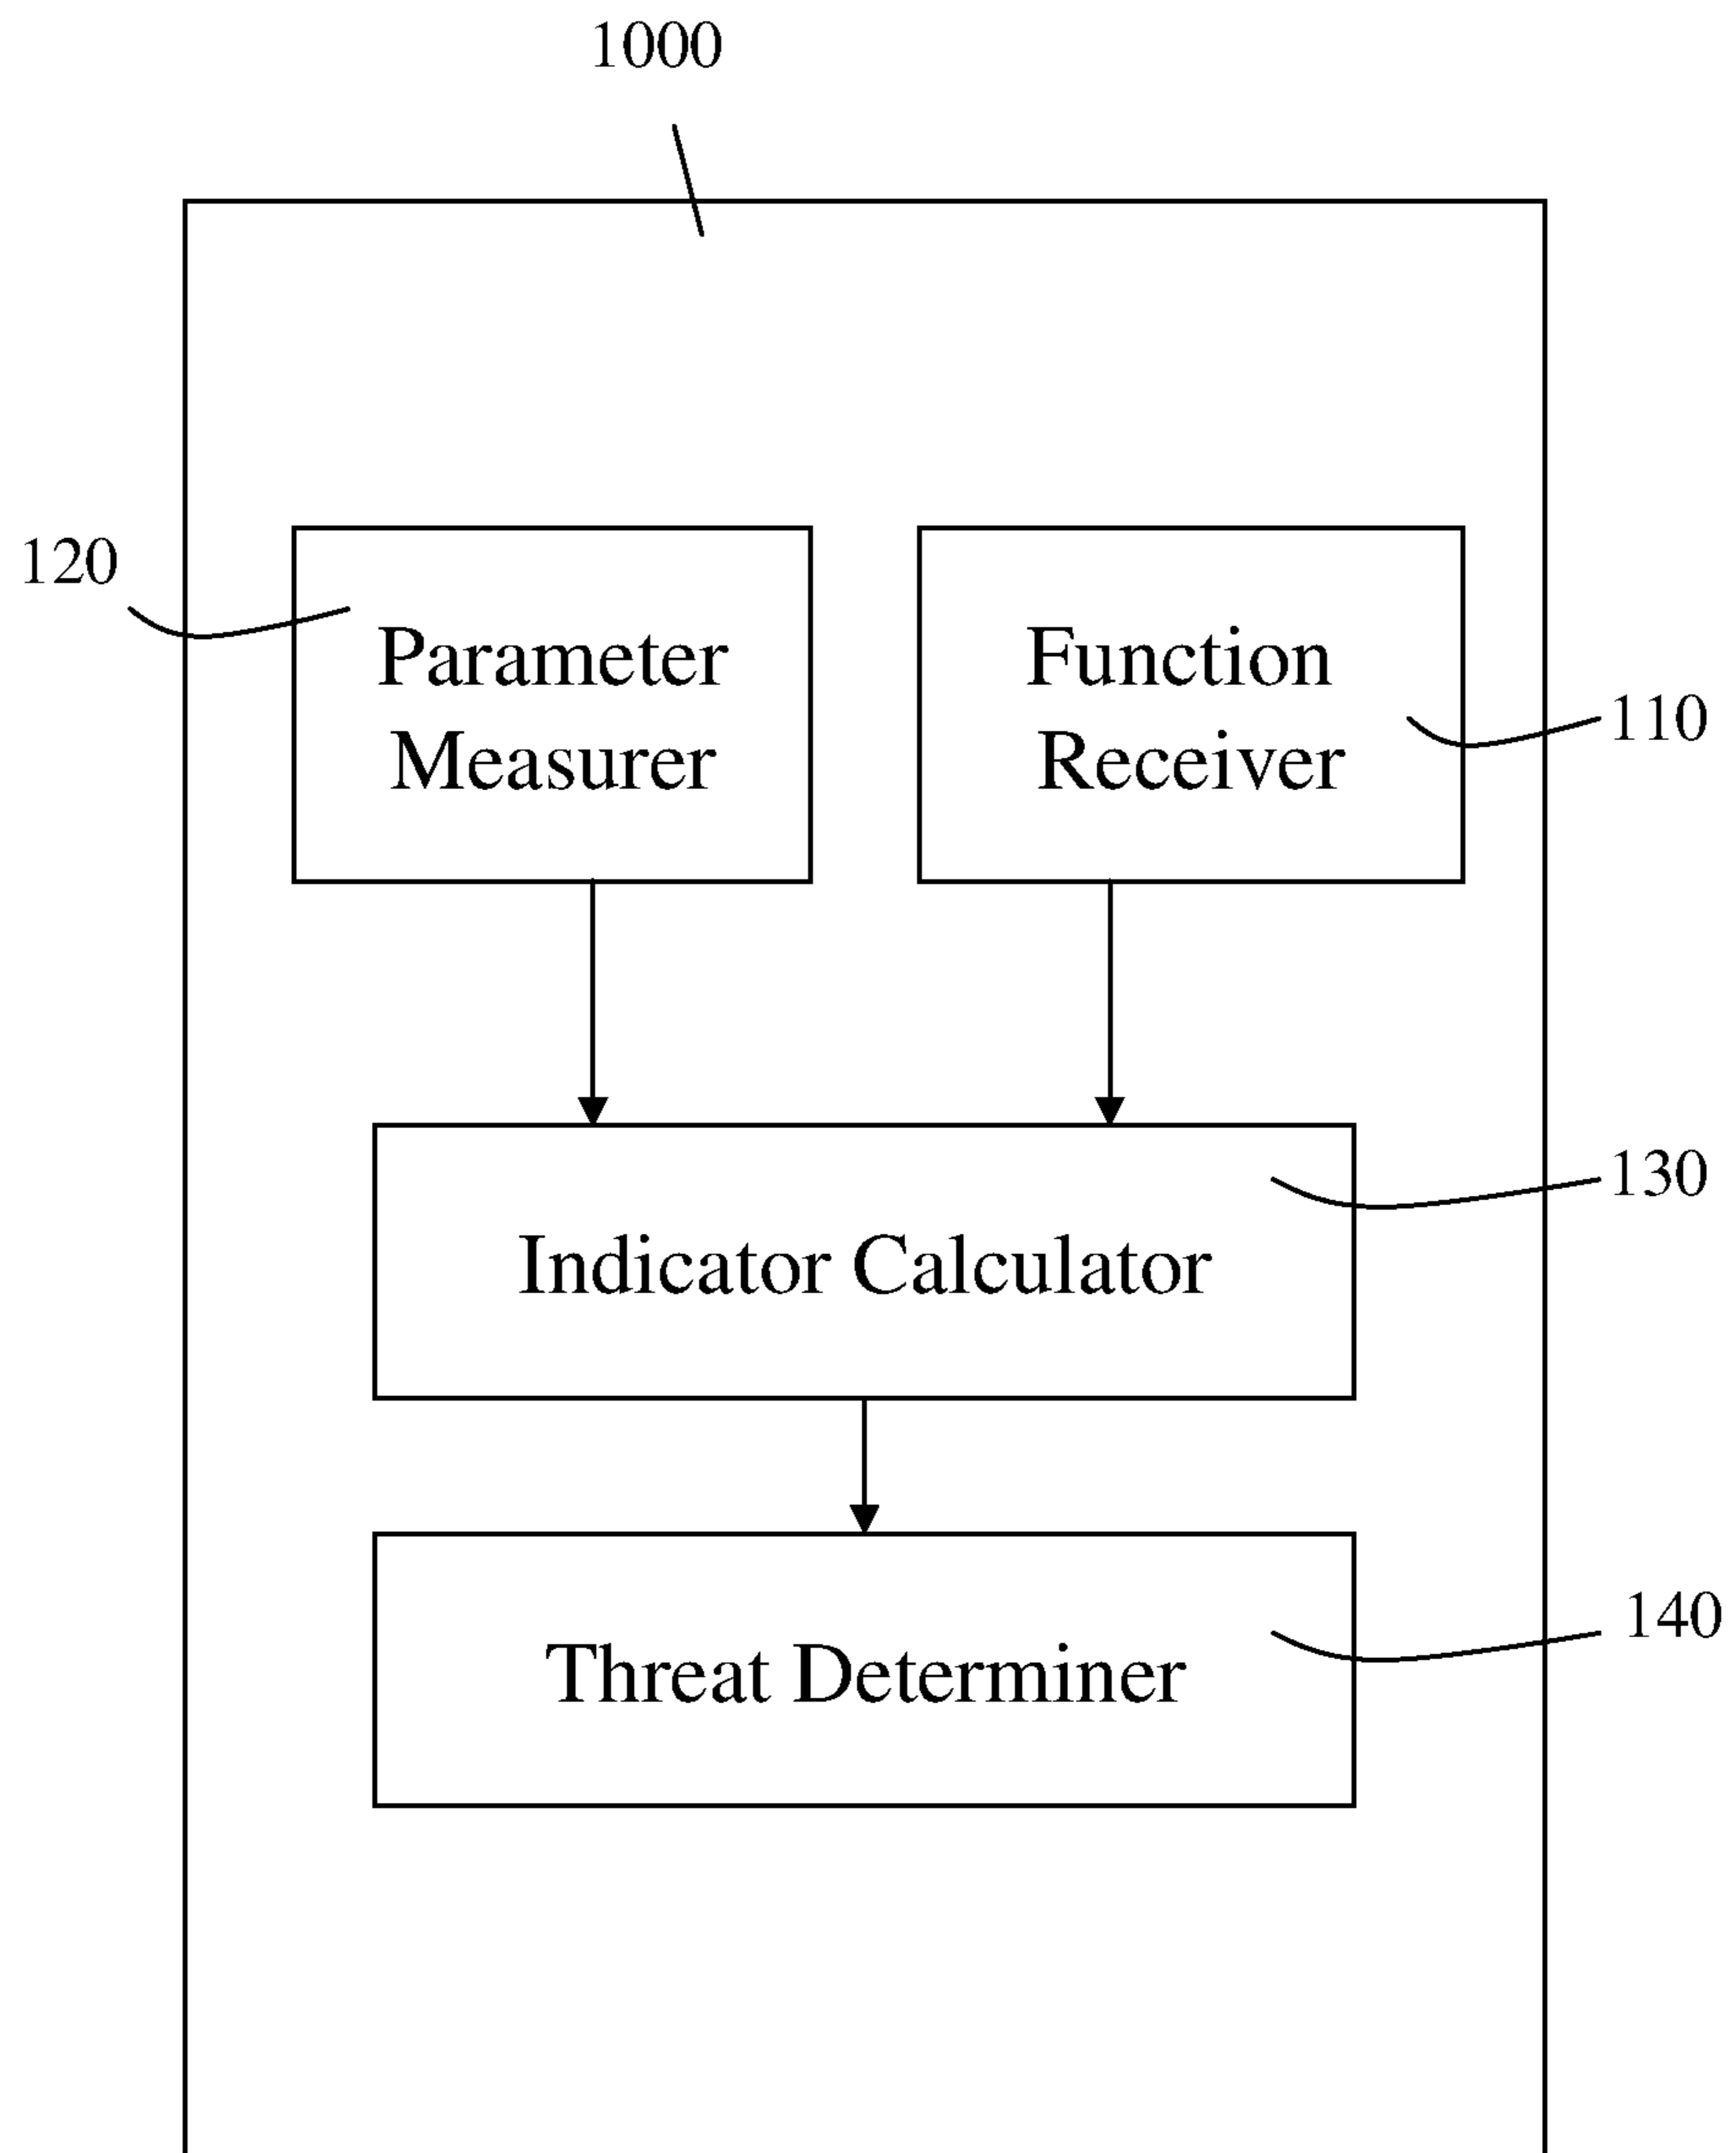 1000
120
Parameter
Measurer
Function
Receiver
110
130
Indicator Calculator
140
Threat Determiner